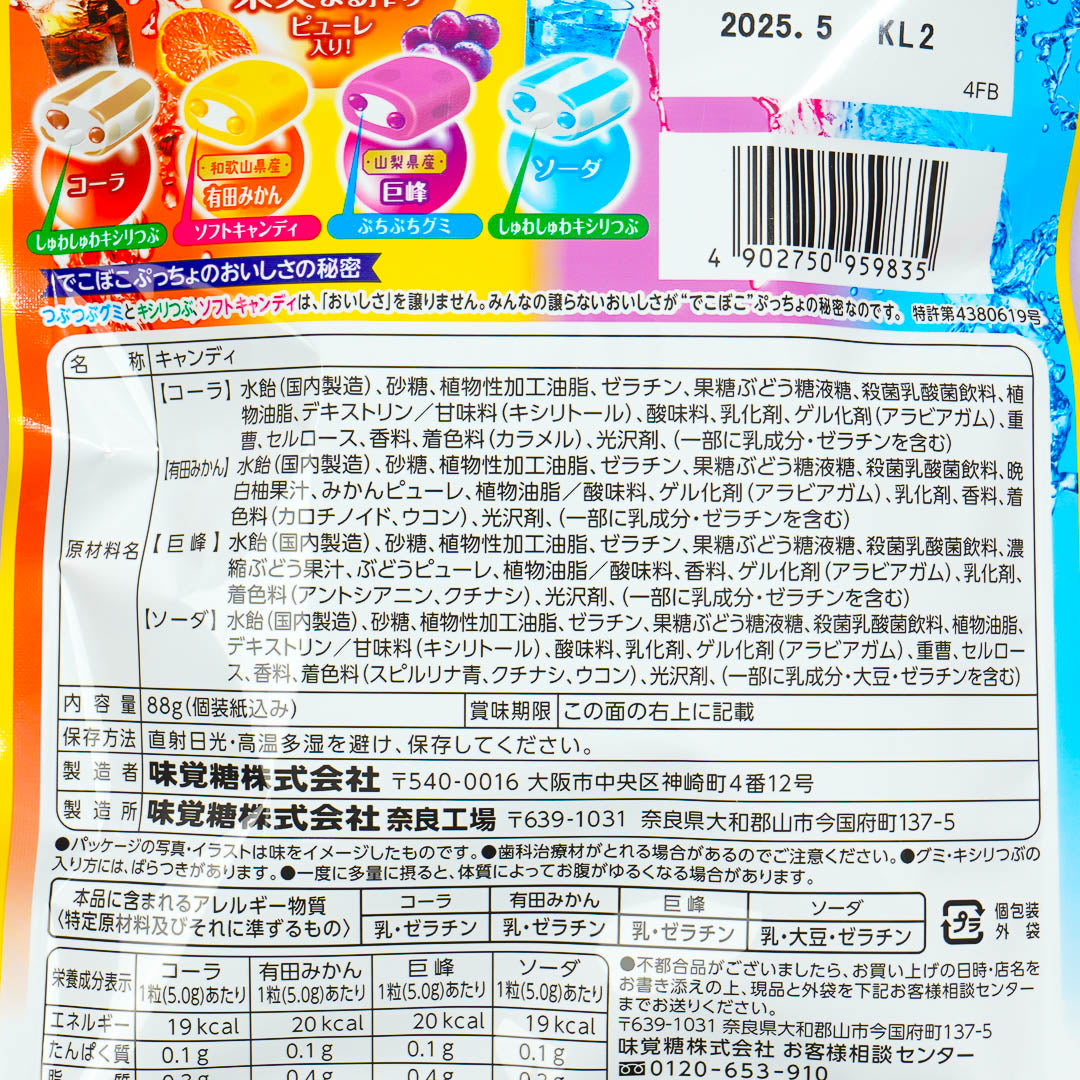 ピューレ
入り!
2025.5 KL2
4FB
コーラ
しゅわしゅわキシリつぶ
和歌山県産
有田みかん
ソフトキャンディ
山梨県産
巨峰
ぷちぷちグミ
ソーダ
しゅわしゅわキシリつぶ
4 902750 959835
でこぼこぷっちょのおいしさの秘密
つぶつぶグミとキシリつぶ、ソフトキャンディは、「おいしさ」を譲りません。みんなの譲らないおいしさが“でこぼこ”ぷっちょの秘密なのです。 特許第4380619号
名 称 キャンディ
原材料名
【コーラ】水飴(国内製造)、砂糖、植物性加工油脂、ゼラチン、果糖ぶどう糖液糖、殺菌乳酸菌飲料、植
物油脂、デキストリン/甘味料(キシリトール)、酸味料、乳化剤、ゲル化剤(アラビアガム)、重
曹、セルロース、香料、着色料(カラメル)、光沢剤、(一部に乳成分・ゼラチンを含む)
【有田みかん】水飴(国内製造)、砂糖、植物性加工油脂、ゼラチン、果糖ぶどう糖液糖、殺菌乳酸菌飲料、晩
白柚果汁、みかんピューレ、植物油脂/酸味料、ゲル化剤(アラビアガム)、乳化剤、香料、着
色料(カロチノイド、ウコン)、光沢剤、(一部に乳成分・ゼラチンを含む)
【巨峰】水飴(国内製造)、砂糖、植物性加工油脂、ゼラチン、果糖ぶどう糖液糖、殺菌乳酸菌飲料、濃
縮ぶどう果汁、ぶどうピューレ、植物油脂/酸味料、香料、ゲル化剤(アラビアガム)、乳化剤、
着色料(アントシアニン、クチナシ)、光沢剤、(一部に乳成分・ゼラチンを含む)
【ソーダ】水飴(国内製造)、砂糖、植物性加工油脂、ゼラチン、果糖ぶどう糖液糖、殺菌乳酸菌飲料、植物油脂、
デキストリン/甘味料(キシリトール)、酸味料、乳化剤、ゲル化剤(アラビアガム)、重曹、セルロー
ス、香料、着色料(スピルリナ青、クチナシ、ウコン)、光沢剤、(一部に乳成分・大豆・ゼラチンを含む)
内容量 88g(個装紙込み) 賞味期限 この面の右上に記載
保存方法 直射日光・高温多湿を避け、保存してください。
製造者 味覚糖株式会社 〒540-0016 大阪市中央区神崎町4番12号
製造所 味覚糖株式会社 奈良工場 〒639-1031 奈良県大和郡山市今国府町137-5
●パッケージの写真・イラストは味をイメージしたものです。●歯科治療材がとれる場合があるのでご注意ください。●グミ・キシリつぶの
入り方には、ばらつきがあります。●一度に多量に摂ると、体質によってお腹がゆるくなる場合があります。
本品に含まれるアレルギー物質
〈特定原材料及びそれに準ずるもの〉
コーラ 有田みかん 巨峰 ソーダ
乳・ゼラチン 乳・ゼラチン 乳・ゼラチン 乳・大豆・ゼラチン
プラ
個包装
外 袋
栄養成分表示 コーラ 有田みかん 巨峰 ソーダ
1粒(5.0g)あたり 1粒(5.0g)あたり 1粒(5.0g)あたり 1粒(5.0g)あたり
エネルギー 19kcal 20kcal 20kcal 19kcal
たんぱく質 0.1g 0.1g 0.1g 0.1g
●不都合品がございましたら、お買い上げの日時・店名を
お書き添えの上、現品と外袋を下記お客様相談センター
までお送りください。
〒639-1031 奈良県大和郡山市今国府町137-5
味覚糖株式会社 お客様相談センター
0120-653-910